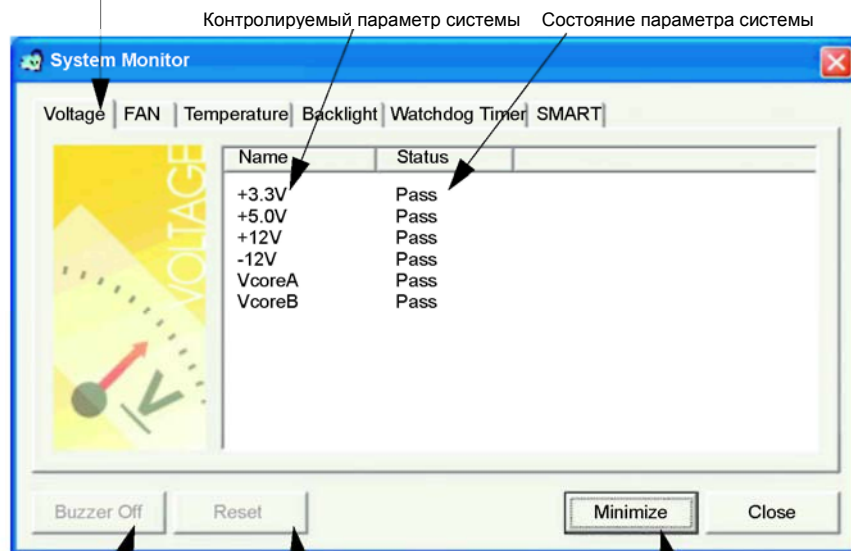 Контролируемый параметр системы Состояние параметра системы
System Monitor
Voltage FAN Temperature Backlight Watchdog Timer SMART
VOLTAGE
Name Status
+3.3V Pass
+5.0V Pass
+12V Pass
-12V Pass
VcoreA Pass
VcoreB Pass
V
Buzzer Off Reset Minimize Close